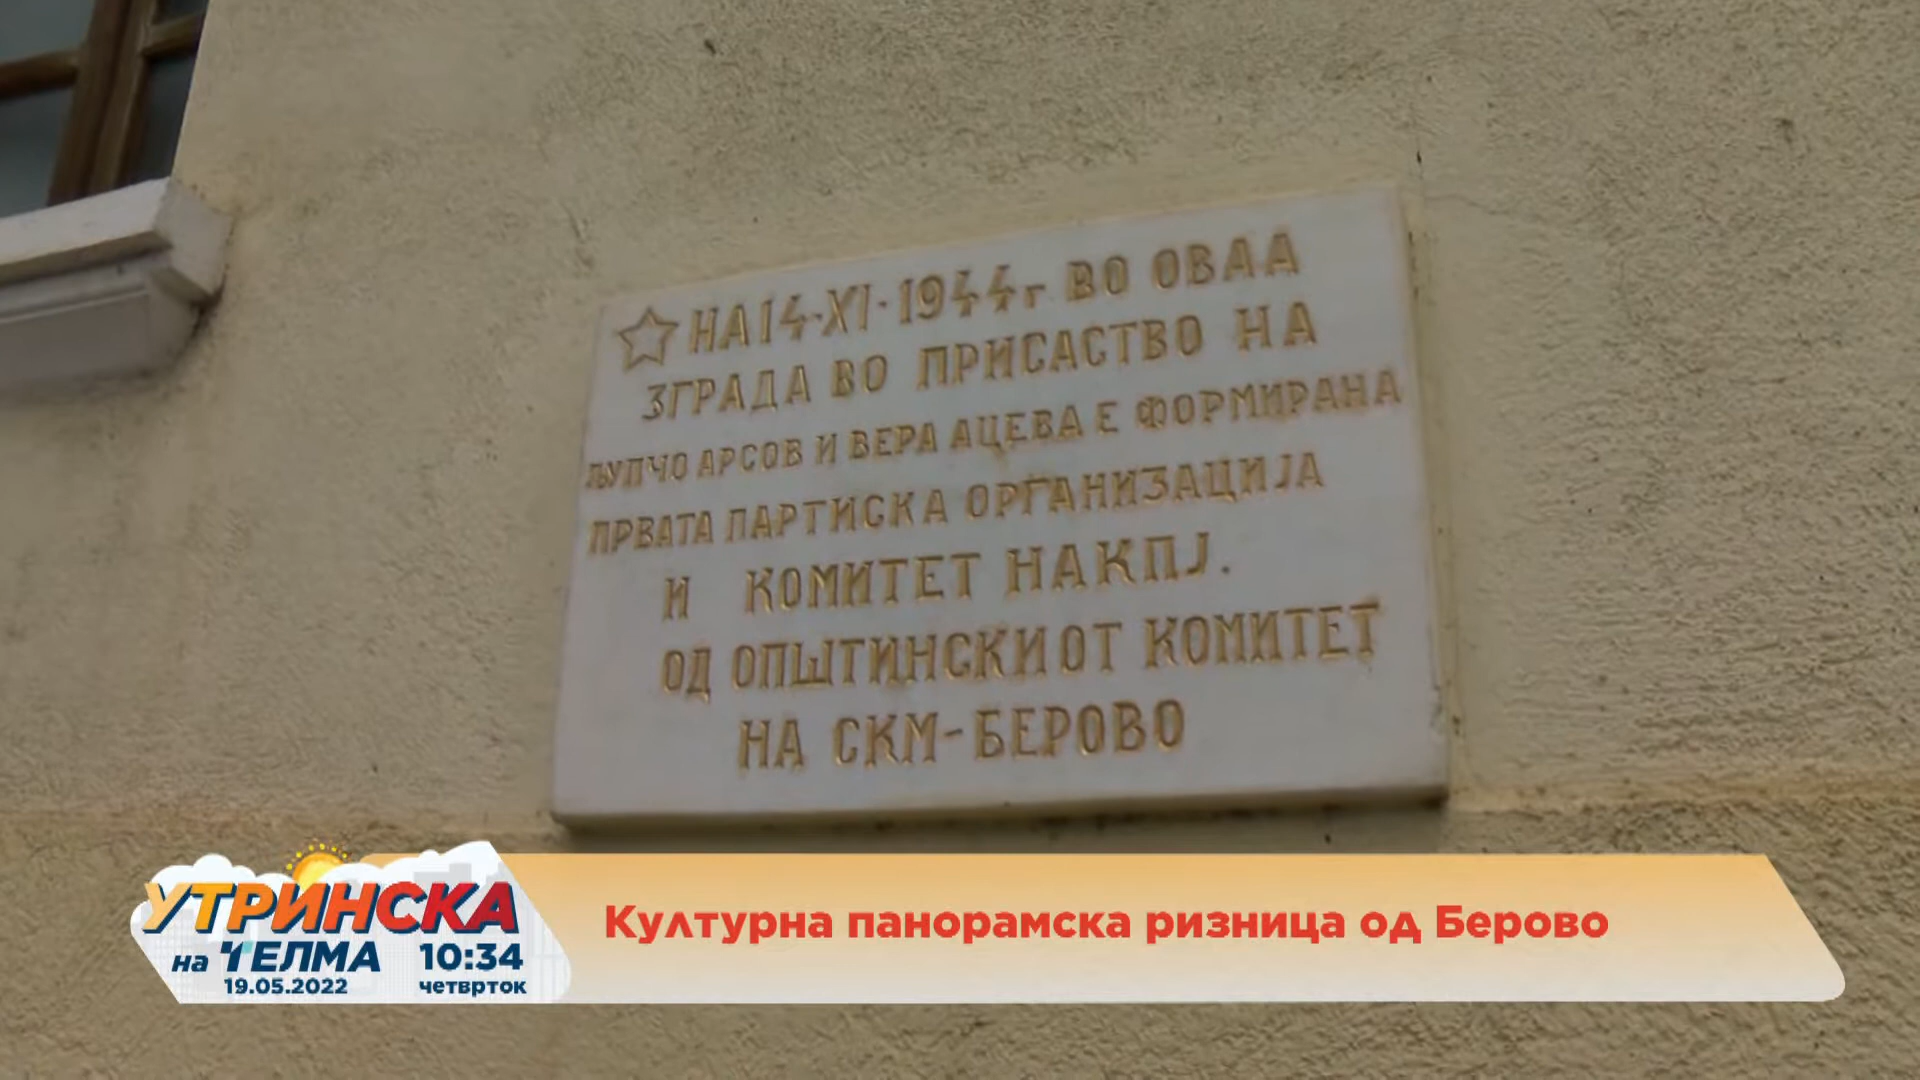 НА 14·XI·1944г ВО ОВАА
ЗГРАДА ВО ПРИСАСТВО НА
ЉУПЧО АРСОВ И ВЕРА АЦЕВА Е ФОРМИРАНА
ПРВАТА ПАРТИСКА ОРГАНИЗАЦИЈА
И КОМИТЕТ НА КПЈ.
ОД ОПШТИНСКИОТ КОМИТЕТ
НА СКМ-БЕРОВО
УТРИНСКА
на ТЕЛМА
10:34
19.05.2022
четврток
Културна панорамска ризница од Берово